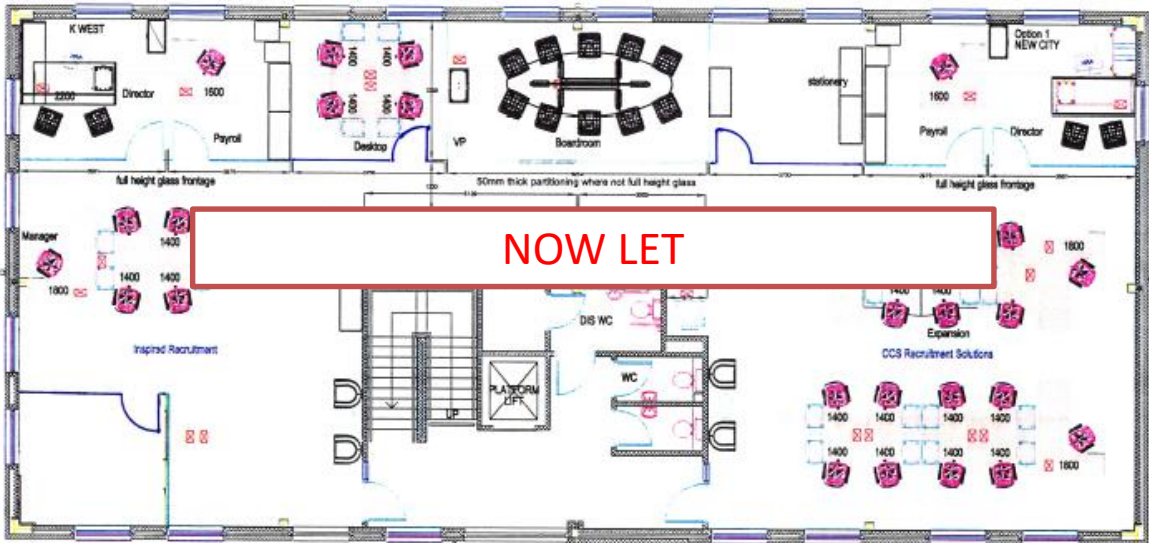 K WEST
2200
Director
1600
Payroll
1400
1400
1400
1400
Desktop
VP
Boardroom
stationery
Option 1
NEW CITY
1600
Payroll
Director
full height glass frontage
50mm thick partitioning where not full height glass
full height glass frontage
Manager
1400
1800
1400
1400
NOW LET
1800
1400
1400
DIS WC
Expansion
Inspired Recruitment
CCS Recruitment Solutions
PLATFORM
LIFT
UP
WC
1400
1400
1400
1400
1400
1400
1400
1400
1600